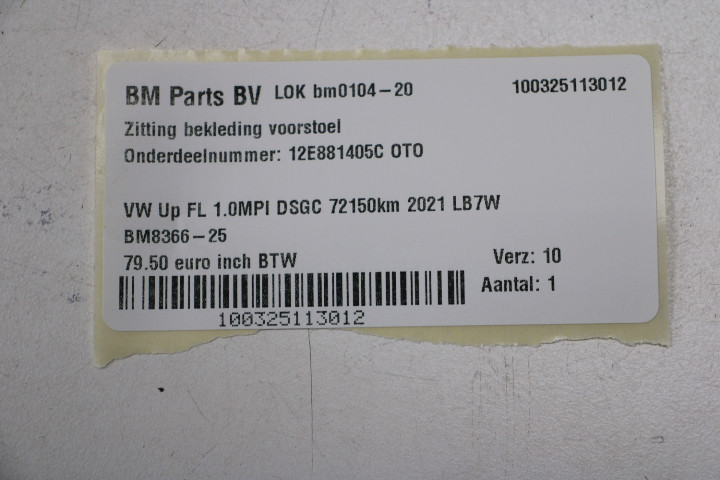 BM Parts BV LOK bm0104-20 100325113012
Zitting bekleding voorstoel
Onderdeelnummer: 12E881405C OTO
VW Up FL 1.0MPI DSGC 72150km 2021 LB7W
BM8366-25
79.50 euro inch BTW Verz: 10
Aantal: 1
100325113012